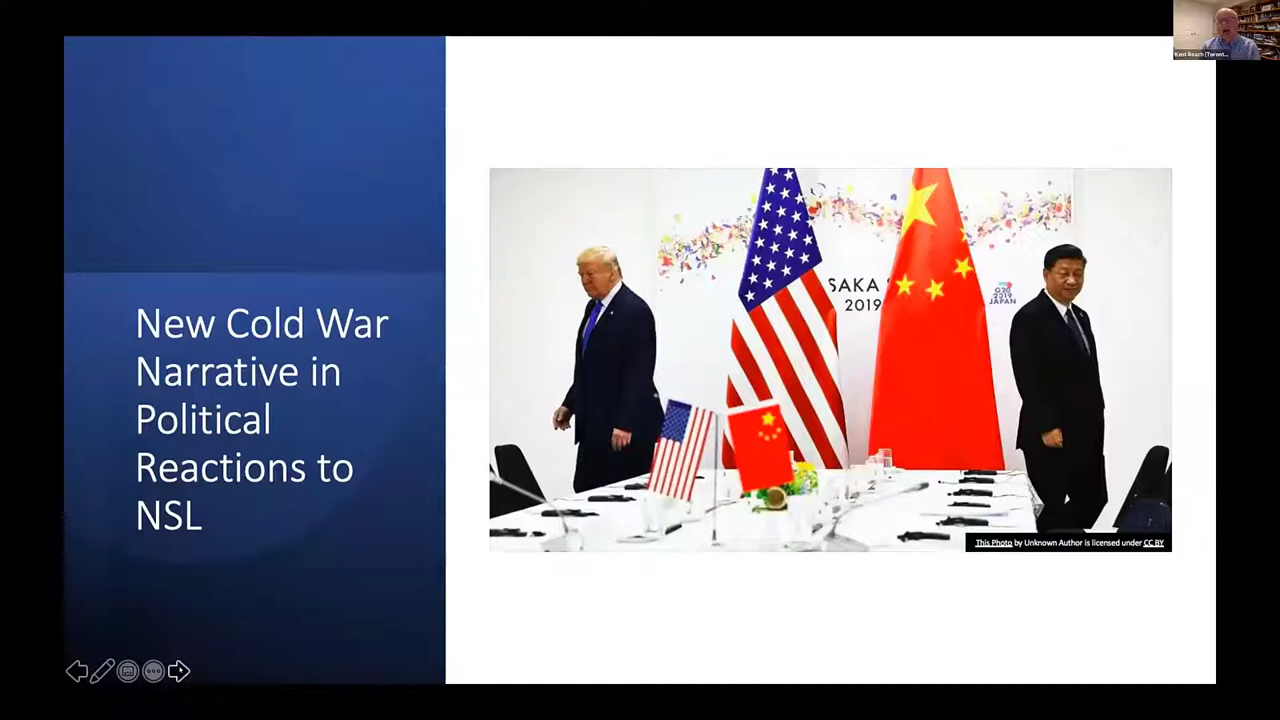 Kent Roach (Toront...
New Cold War
Narrative in
Political
Reactions to
NSL
SAKA
2019
G20
2019
JAPAN
This Photo by Unknown Author is licensed under CC BY